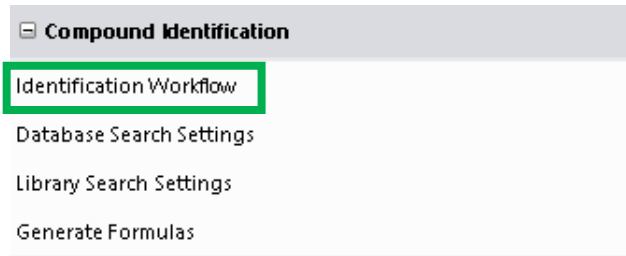 Compound Identification
Identification Workflow
Database Search Settings
Library Search Settings
Generate Formulas